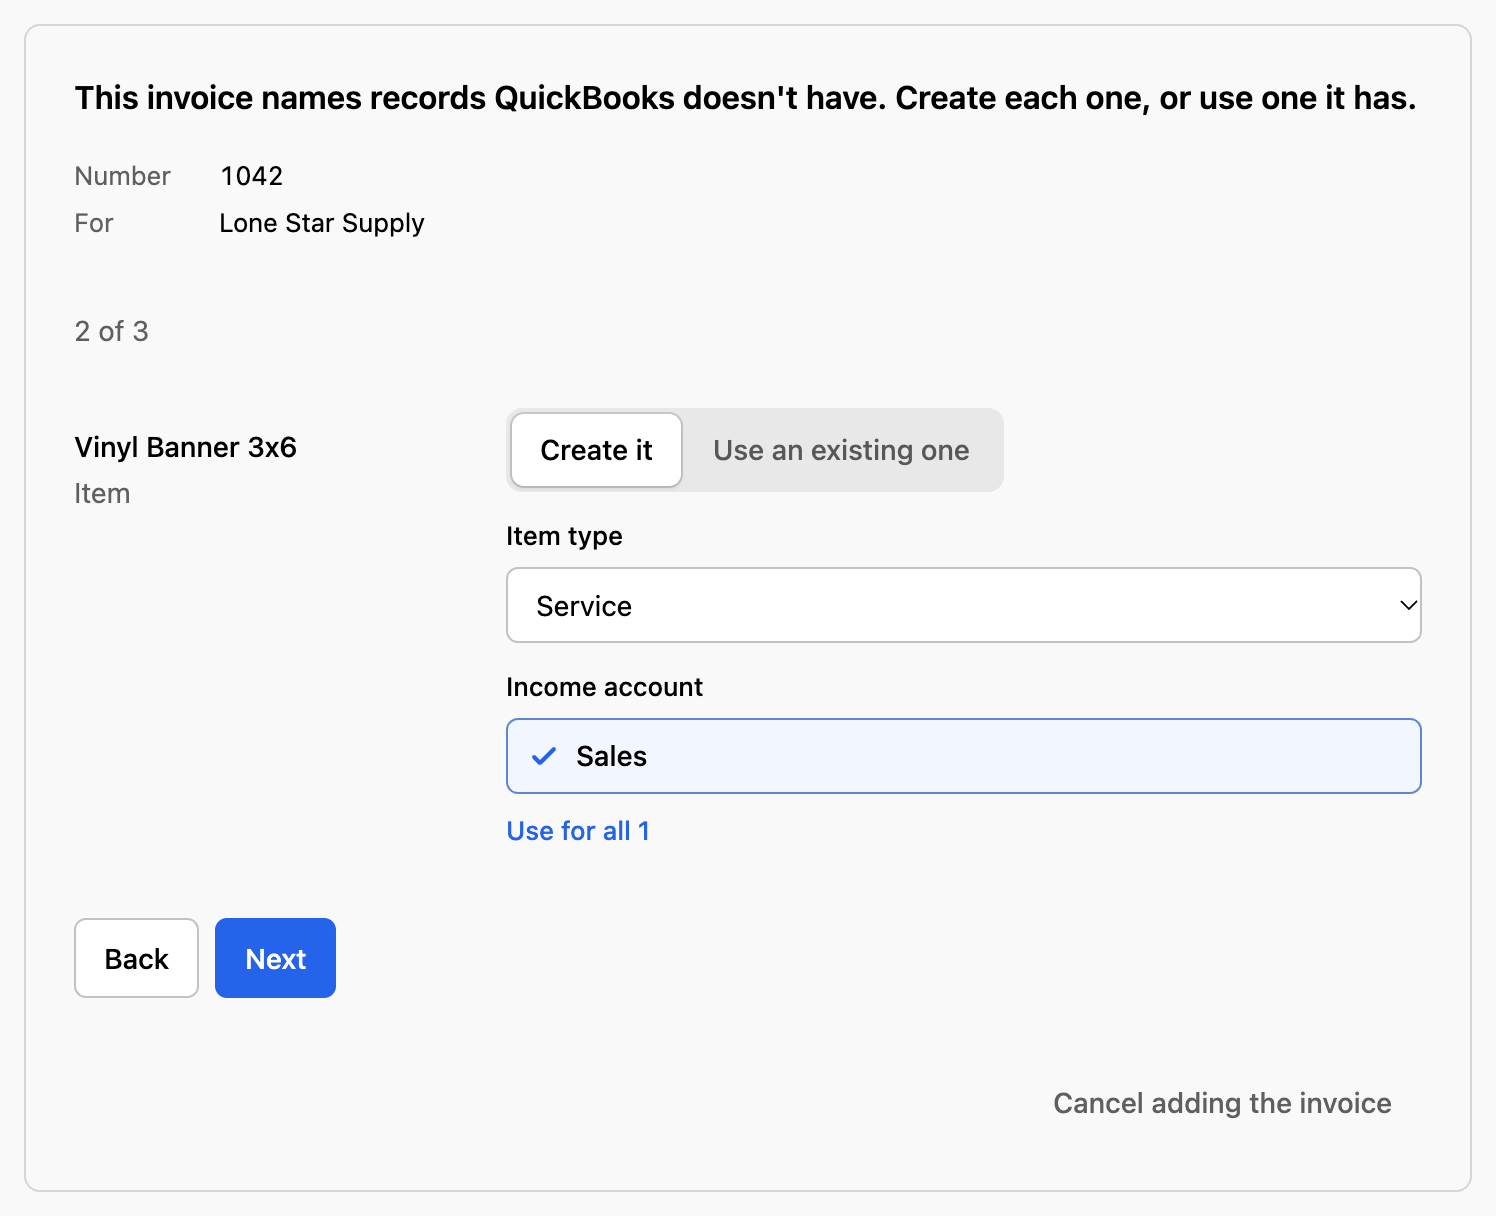 This invoice names records QuickBooks doesn't have. Create each one, or use one it has.
Number 1042
For Lone Star Supply
2 of 3
Vinyl Banner 3x6
Item
Create it Use an existing one
Item type
Service
Income account
Sales
Use for all 1
Back Next
Cancel adding the invoice